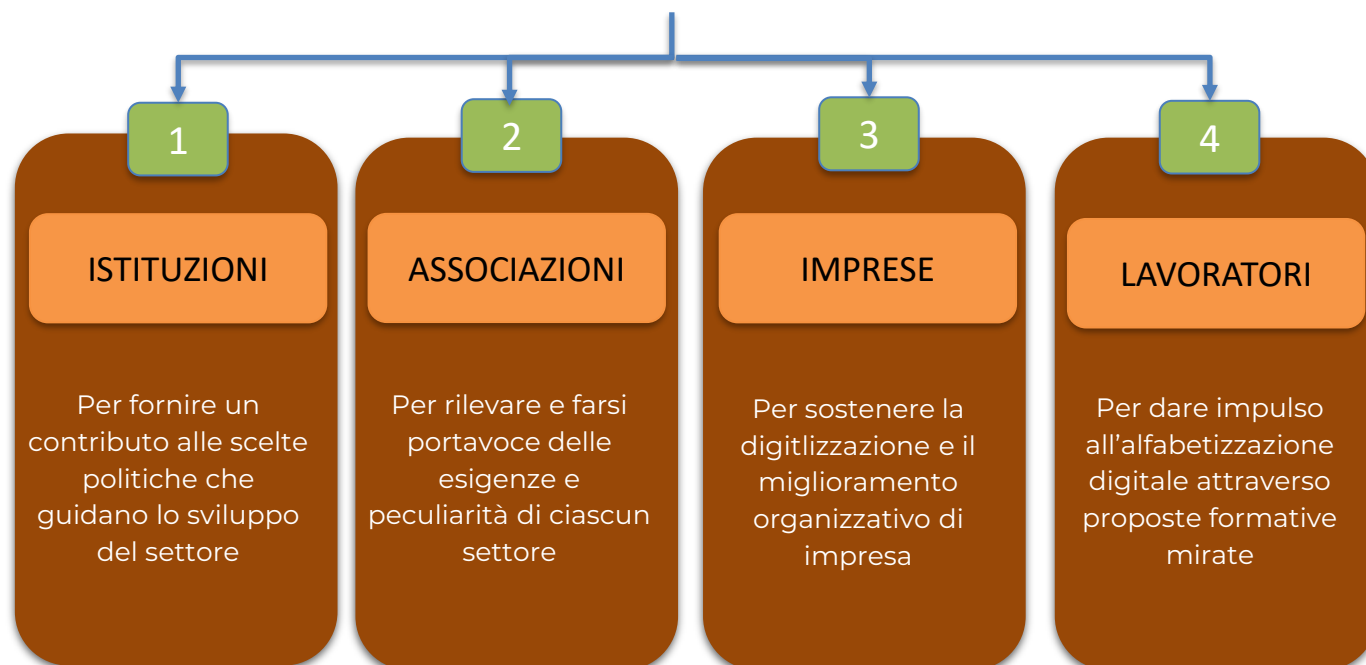 1
ISTITUZIONI
Per fornire un
contributo alle scelte
politiche che
guidano lo sviluppo
del settore
2
ASSOCIAZIONI
Per rilevare e farsi
portavoce delle
esigenze e
peculiarità di ciascun
settore
3
IMPRESE
Per sostenere la
digitlizzazione e il
miglioramento
organizzativo di
impresa
4
LAVORATORI
Per dare impulso
all’alfabetizzazione
digitale attraverso
proposte formative
mirate